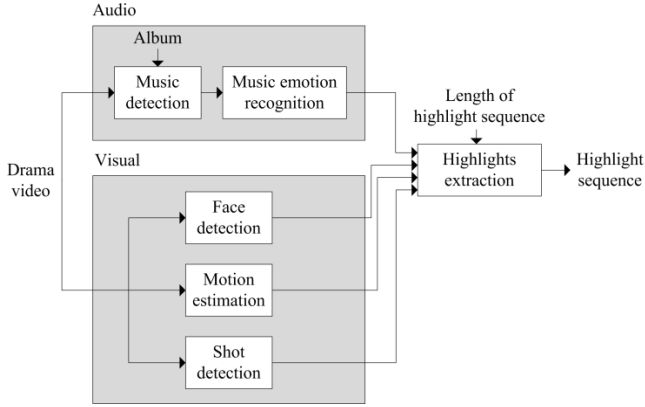 Audio
Album
Music
detection
Music emotion
recognition
Length of
highlight sequence
Highlights
extraction
Highlight
sequence
Drama
video
Visual
Face
detection
Motion
estimation
Shot
detection